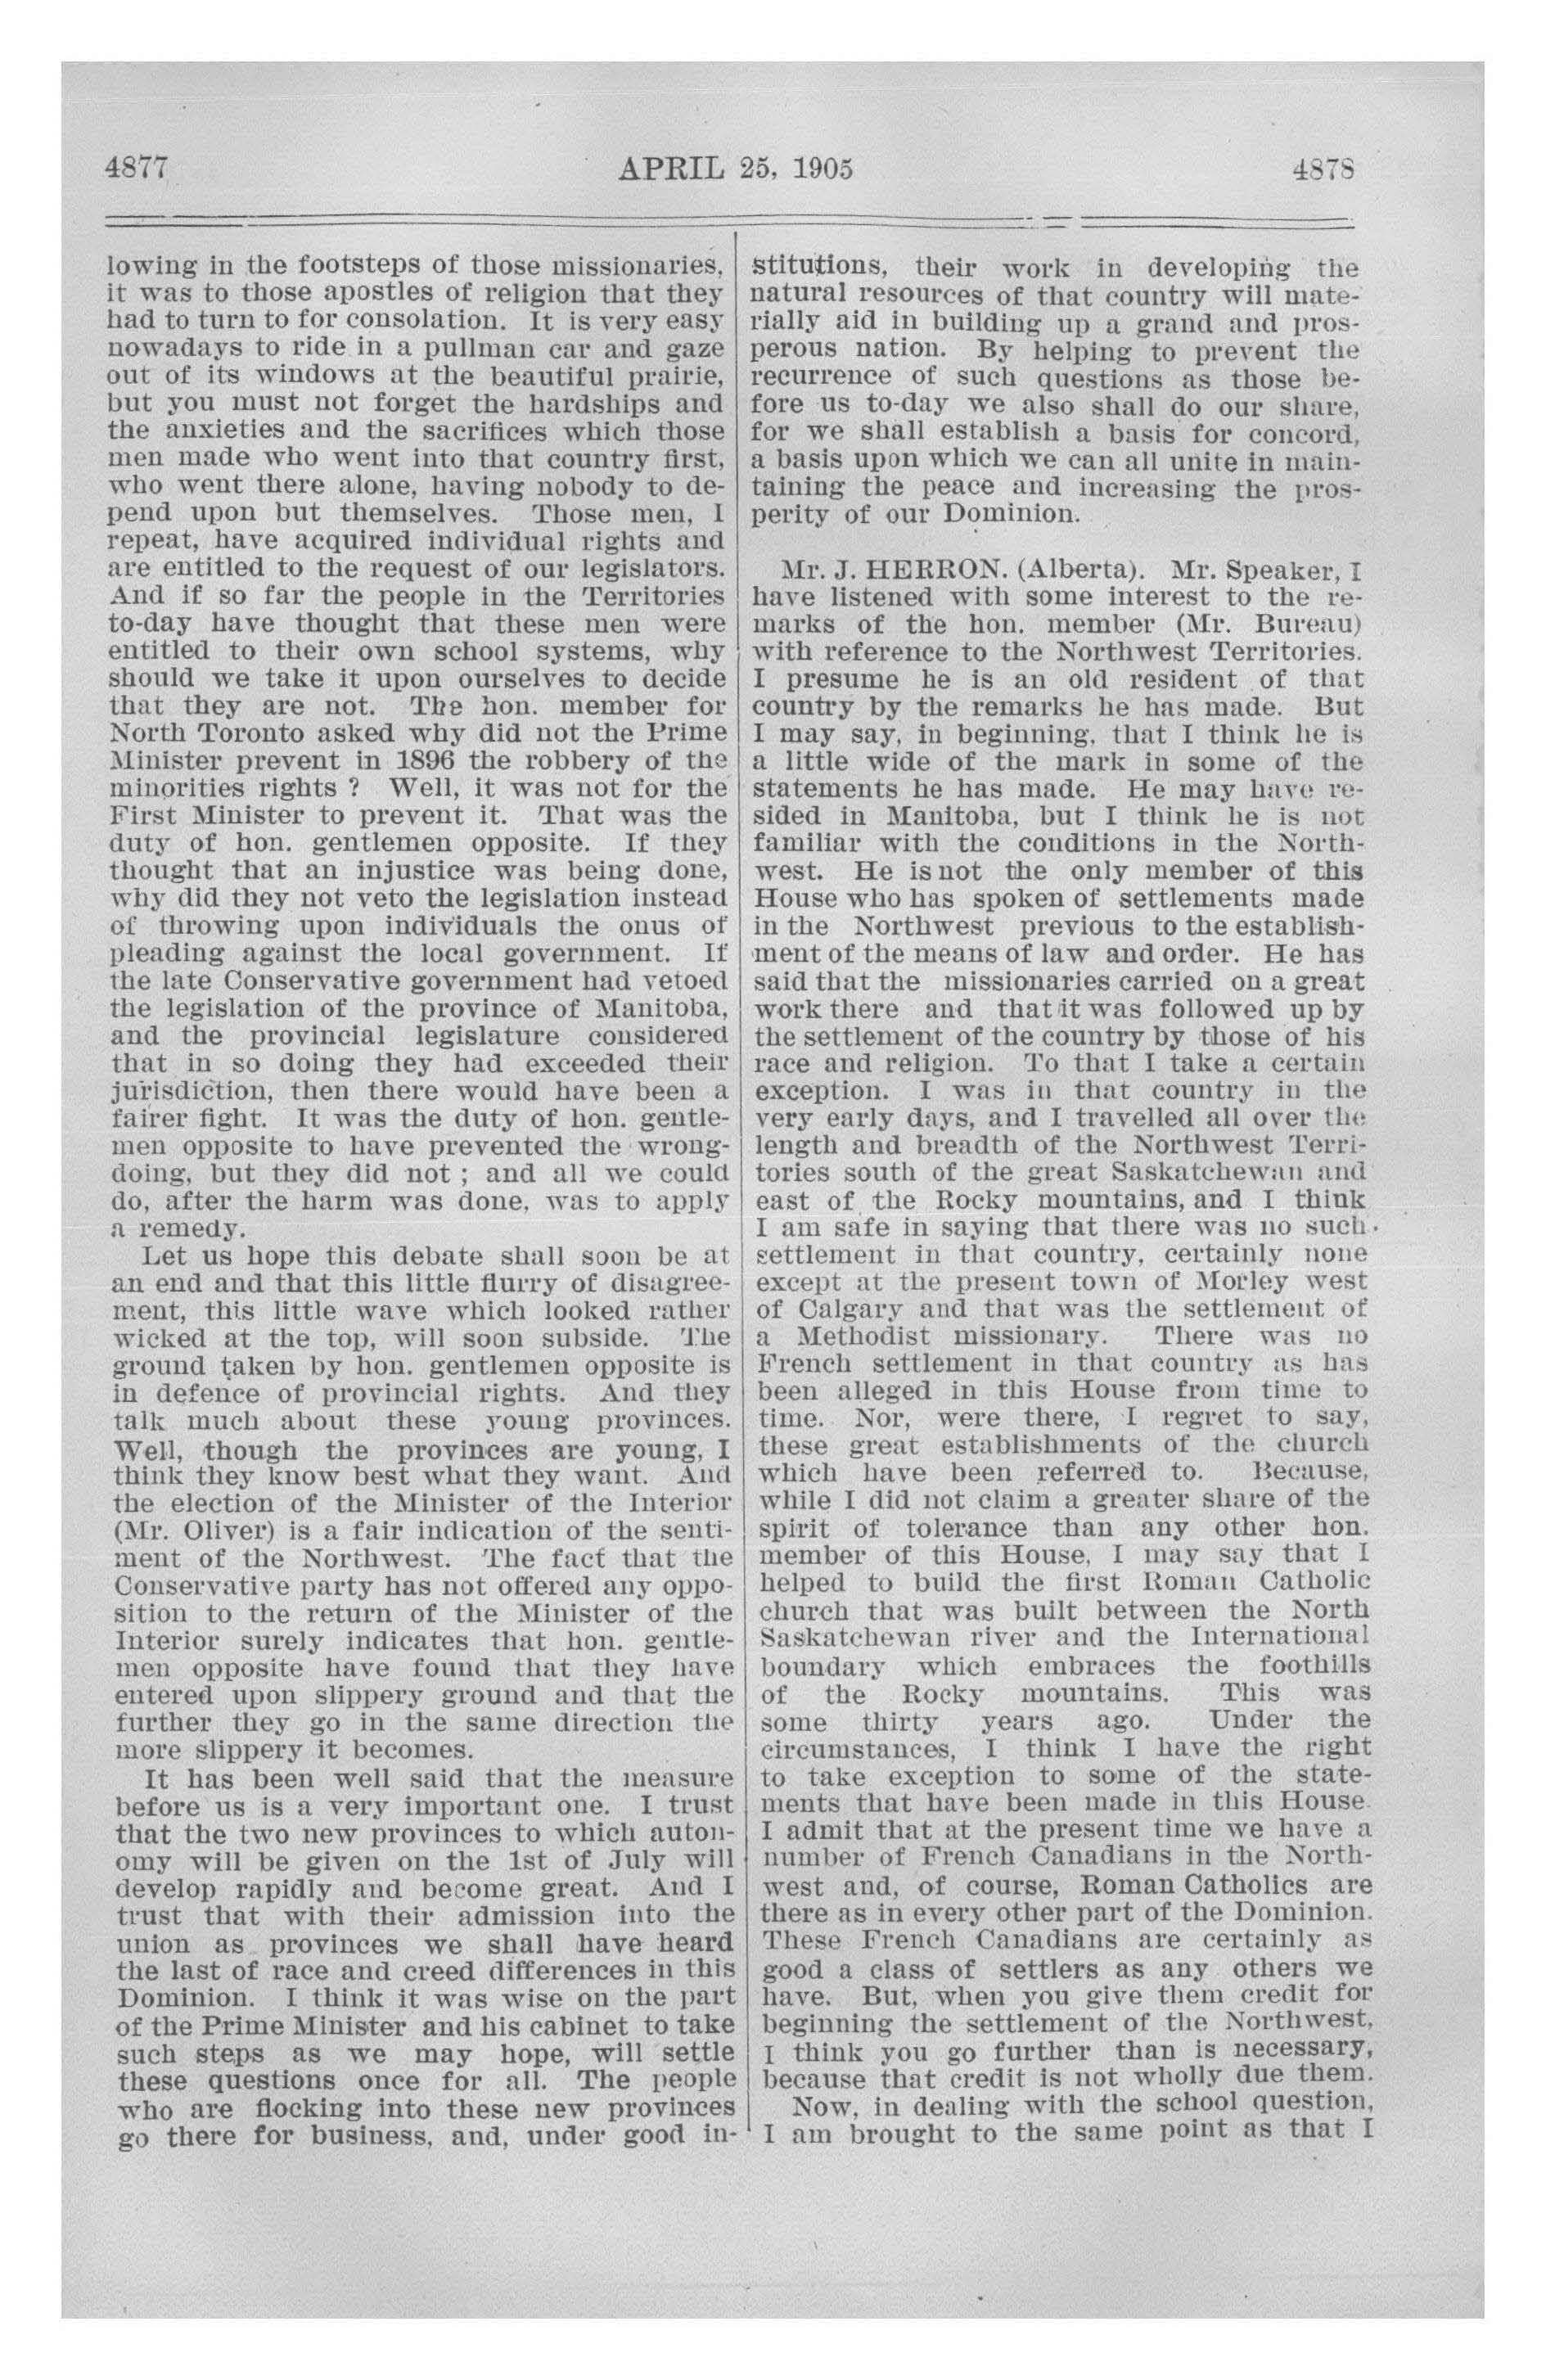 4877 APRIL 25, 1905 4878
lowing in the footsteps of those missionaries,
it was to those apostles of religion that they
had to turn to for consolation. It is very easy
nowadays to ride in a pullman car and gaze
out of its windows at the beautiful prairie,
but you must not forget the hardships and
the anxieties and the sacrifices which those
men made who went into that country first,
who went there alone, having nobody to de-
pend upon but themselves. Those men, I
repeat, have acquired individual rights and
are entitled to the request of our legislators.
And if so far the people in the Territories
to-day have thought that these men were
entitled to their own school systems, why
should we take it upon ourselves to decide
that they are not. The hon. member for
North Toronto asked why did not the Prime
Minister prevent in 1896 the robbery of the
minorities rights ? Well, it was not for the
First Minister to prevent it. That was the
duty of hon. gentlemen opposite. If they
thought that an injustice was being done,
why did they not veto the legislation instead
of throwing upon individuals the onus of
pleading against the local government. If
the late Conservative government had vetoed
the legislation of the province of Manitoba,
and the provincial legislature considered
that in so doing they had exceeded their
jurisdiction, then there would have been a
fairer fight. It was the duty of hon. gentle-
men opposite to have prevented the wrong-
doing, but they did not ; and all we could
do, after the harm was done, was to apply
a remedy.
Let us hope this debate shall soon be at
an end and that this little flurry of disagree-
ment, this little wave which looked rather
wicked at the top, will soon subside. The
ground taken by hon. gentlemen opposite is
in defence of provincial rights. And they
talk much about these young provinces.
Well, though the provinces are young, I
think they know best what they want. And
the election of the Minister of the Interior
(Mr. Oliver) is a fair indication of the senti-
ment of the Northwest. The fact that the
Conservative party has not offered any oppo-
sition to the return of the Minister of the
Interior surely indicates that hon. gentle-
men opposite have found that they have
entered upon slippery ground and that the
further they go in the same direction the
more slippery it becomes.
It has been well said that the measure
before us is a very important one. I trust
that the two new provinces to which auton-
omy will be given on the 1st of July will
develop rapidly and become great. And I
trust that with their admission into the
union as provinces we shall have heard
the last of race and creed differences in this
Dominion. I think it was wise on the part
of the Prime Minister and his cabinet to take
such steps as we may hope, will settle
these questions once for all. The people
who are flocking into these new provinces
go there for business, and, under good in-
stitutions, their work in developing the
natural resources of that country will mate-
rially aid in building up a grand and pros-
perous nation. By helping to prevent the
recurrence of such questions as those be-
fore us to-day we also shall do our share,
for we shall establish a basis for concord,
a basis upon which we can all unite in main-
taining the peace and increasing the pros-
perity of our Dominion.
Mr. J. HERRON. (Alberta). Mr. Speaker, I
have listened with some interest to the re-
marks of the hon. member (Mr. Bureau)
with reference to the Northwest Territories.
I presume he is an old resident of that
country by the remarks he has made. But
I may say, in beginning, that I think he is
a little wide of the mark in some of the
statements he has made. He may have re-
sided in Manitoba, but I think he is not
familiar with the conditions in the North-
west. He is not the only member of this
House who has spoken of settlements made
in the Northwest previous to the establish-
ment of the means of law and order. He has
said that the missionaries carried on a great
work there and that it was followed up by
the settlement of the country by those of his
race and religion. To that I take a certain
exception. I was in that country in the
very early days, and I travelled all over the
length and breadth of the Northwest Terri-
tories south of the great Saskatchewan and
east of the Rocky mountains, and I think
I am safe in saying that there was no such
settlement in that country, certainly none
except at the present town of Morley west
of Calgary and that was the settlement of
a Methodist missionary. There was no
French settlement in that country as has
been alleged in this House from time to
time. Nor, were there, I regret to say,
these great establishments of the church
which have been referred to. Because,
while I did not claim a greater share of the
spirit of tolerance than any other hon.
member of this House, I may say that I
helped to build the first Roman Catholic
church that was built between the North
Saskatchewan river and the International
boundary which embraces the foothills
of the Rocky mountains. This was
some thirty years ago. Under the
circumstances, I think I have the right
to take exception to some of the state-
ments that have been made in this House.
I admit that at the present time we have a
number of French Canadians in the North-
west and, of course, Roman Catholics are
there as in every other part of the Dominion.
These French Canadians are certainly as
good a class of settlers as any others we
have. But, when you give them credit for
beginning the settlement of the Northwest,
I think you go further than is necessary,
because that credit is not wholly due them.
Now, in dealing with the school question,
I am brought to the same point as that I